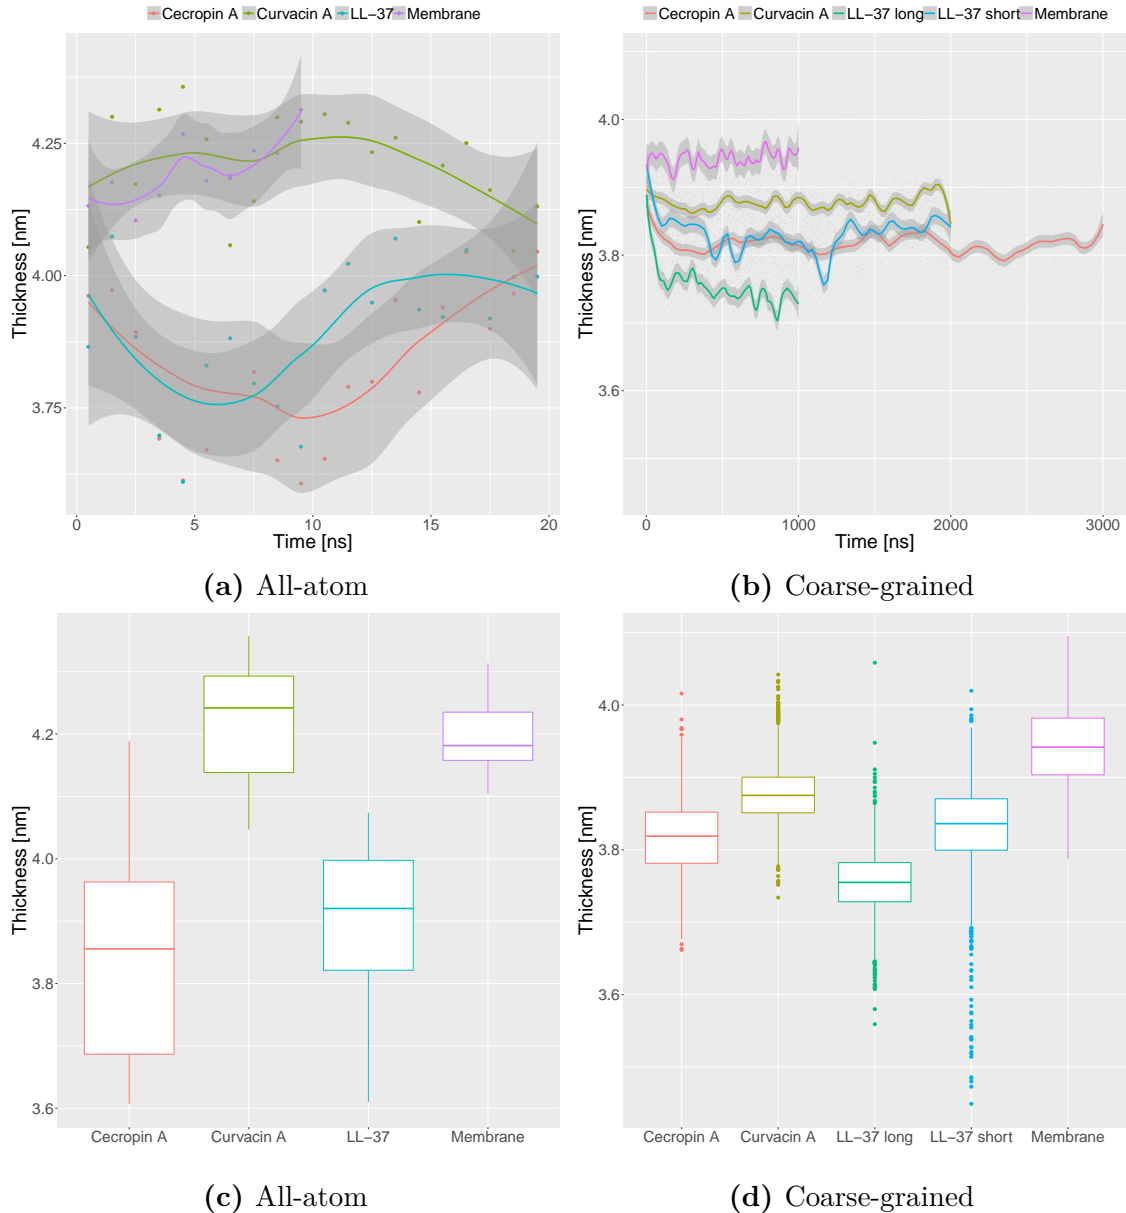 Cecropin A Curvacin A LL−37 Membrane
Thickness [nm]
4.25
4.00
3.75
0 5 10 15 20
Time [ns]
(a) All-atom
Cecropin A Curvacin A LL−37 long LL−37 short Membrane
Thickness [nm]
4.0
3.8
3.6
0 1000 2000 3000
Time [ns]
(b) Coarse-grained
Thickness [nm]
4.2
4.0
3.8
3.6
Cecropin A Curvacin A LL−37 Membrane
(c) All-atom
Thickness [nm]
4.0
3.8
3.6
Cecropin A Curvacin A LL−37 long LL−37 short Membrane
(d) Coarse-grained